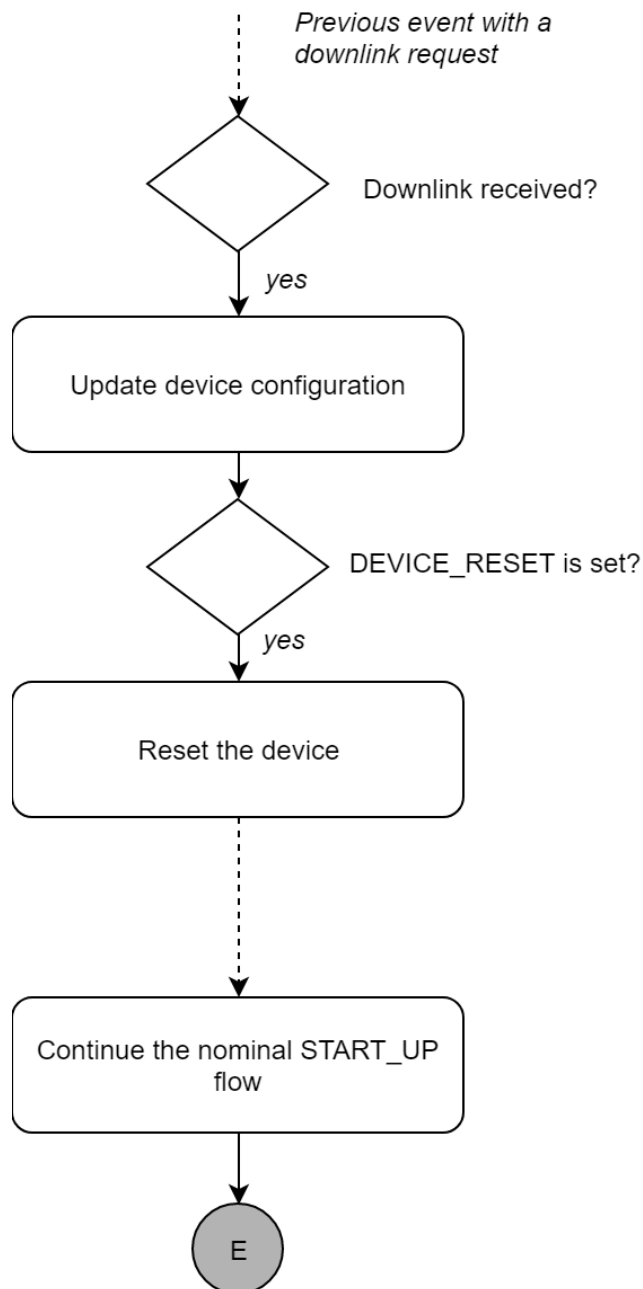 Previous event with a
downlink request
Downlink received?
yes
Update device configuration
DEVICE_RESET is set?
yes
Reset the device
Continue the nominal START_UP
flow
E